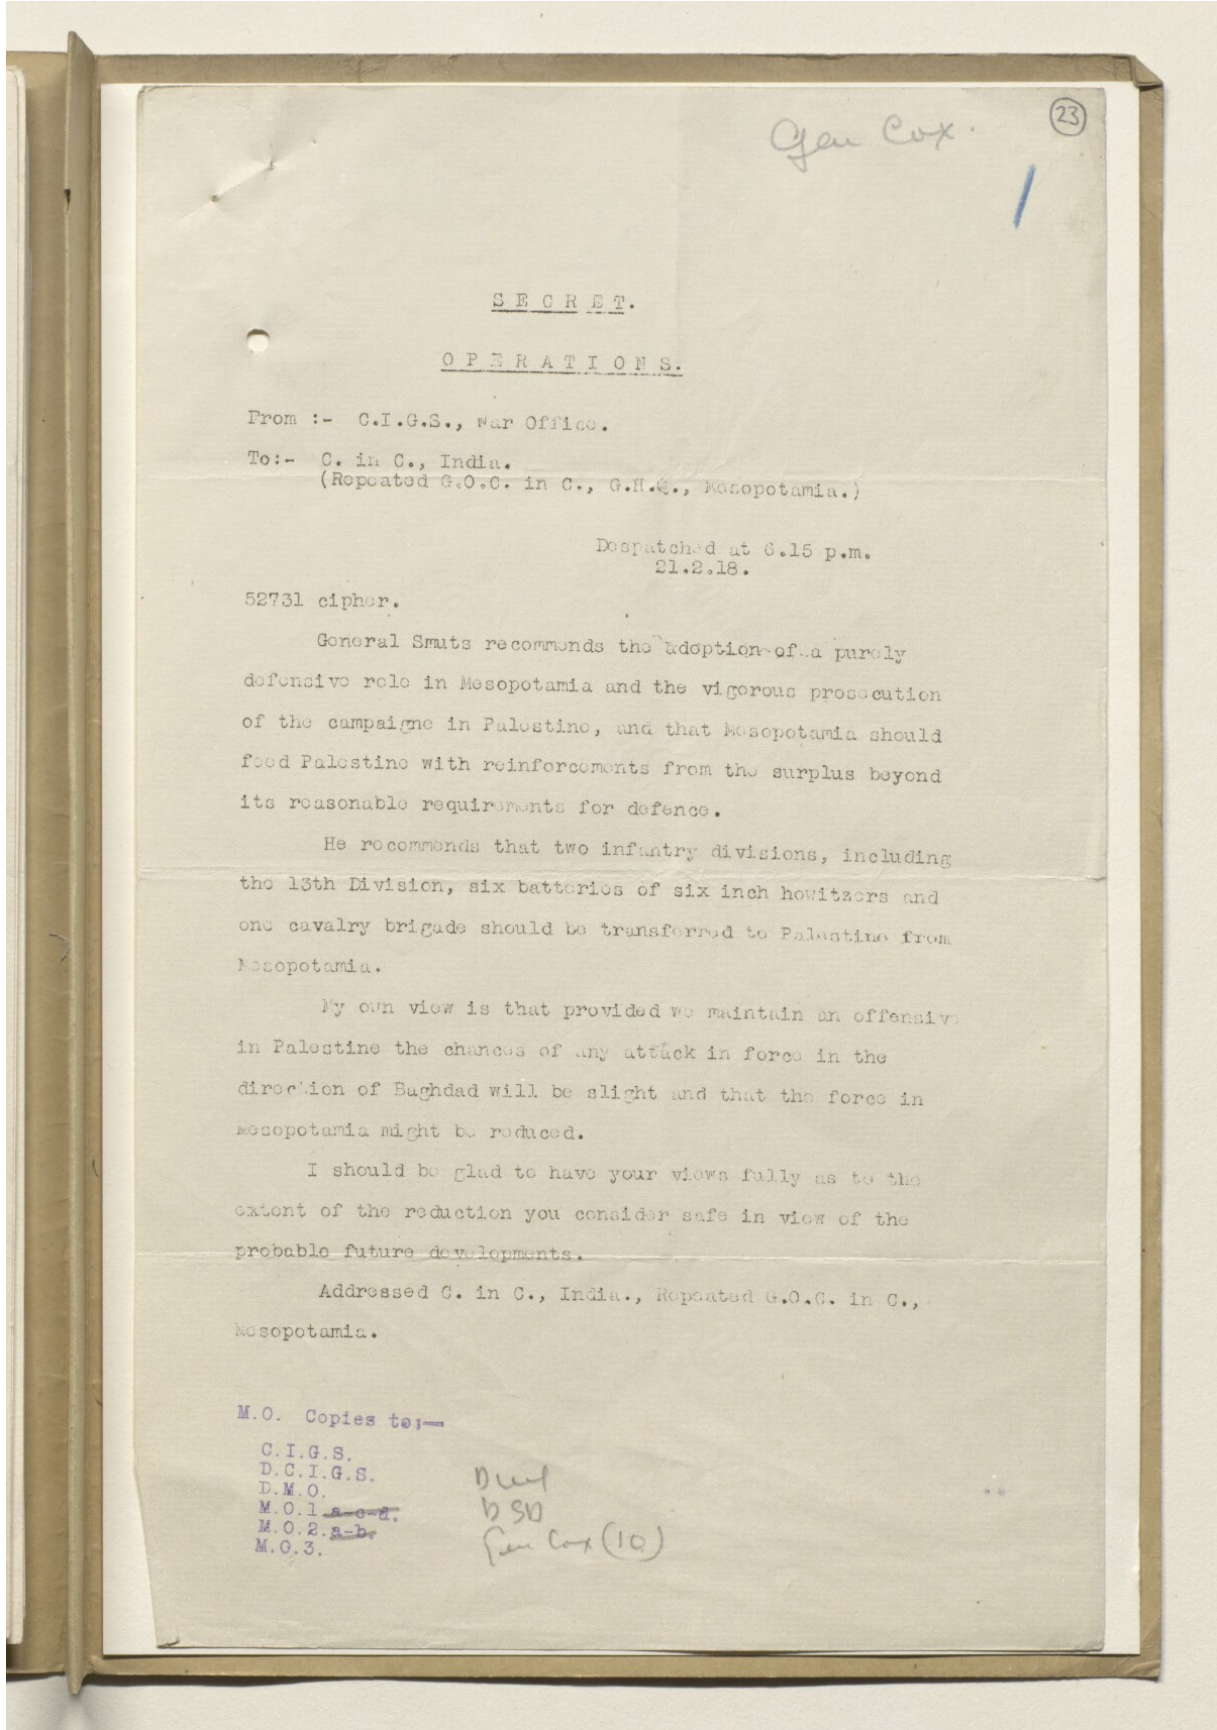 Gen Cox.
23
S E C R E T.
O P E R A T I O N S.
From :- C.I.G.S., War Office.
To:- C. in C., India.
(Repeated G.O.C. in C., G.H.Q., Mesopotamia.)
Despatched at 6.15 p.m.
21.2.18.
52731 cipher.
General Smuts recommends the adoption of a purely
defensive role in Mesopotamia and the vigorous prosecution
of the campaigne in Palestine, and that Mesopotamia should
feed Palestine with reinforcements from the surplus beyond
its reasonable requirements for defence.
He recommends that two infantry divisions, including
the 13th Division, six batteries of six inch howitzers and
one cavalry brigade should be transferred to Palestine from
Mesopotamia.
My own view is that provided we maintain an offensive
in Palestine the chances of any attack in force in the
direction of Baghdad will be slight and that the force in
Mesopotamia might be reduced.
I should be glad to have your views fully as to the
extent of the reduction you consider safe in view of the
probable future developments.
Addressed C. in C., India., Repeated G.O.C. in C.,
Mesopotamia.
M.O. Copies to;—
C.I.G.S.
D.C.I.G.S.
D.M.O.
M.O.1 a-c-d.
M.O.2.a-b.
M.O.3.
DSD
Gen Cox (10)